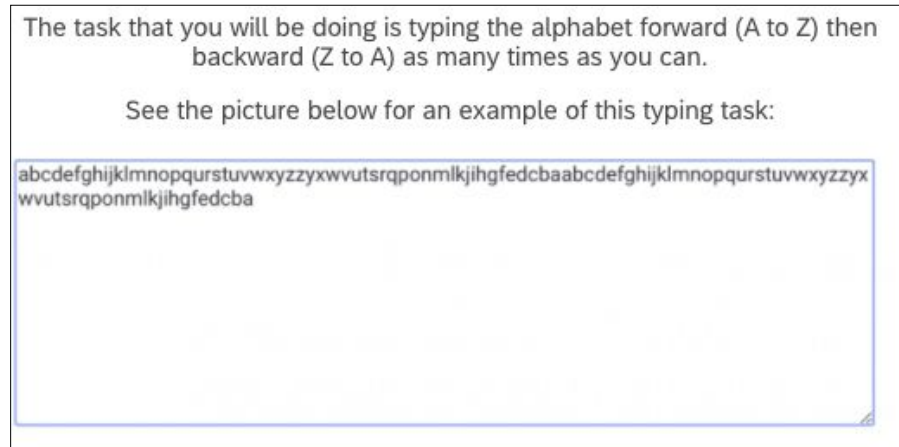 The task that you will be doing is typing the alphabet forward (A to Z) then
backward (Z to A) as many times as you can.
See the picture below for an example of this typing task:
abcdefghijklmnopqurstuvwxyzzyxwvutsrqponmlkjihgfedcbaabcdefghijklmnopqurstuvwxyzzyx
wvutsrqponmlkjihgfedcba